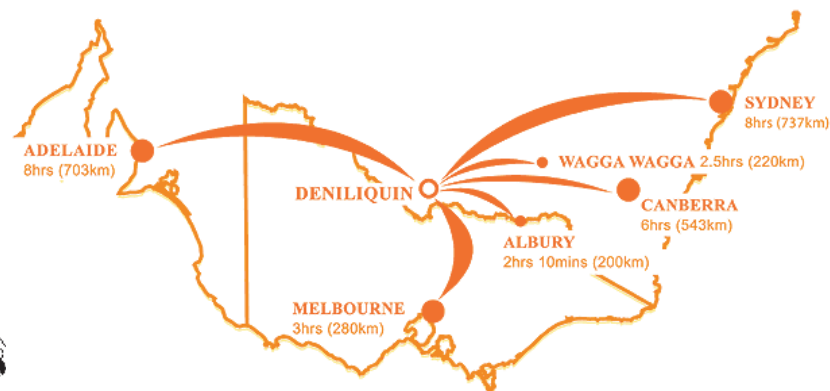 SYDNEY
8hrs (737km)
ADELAIDE
8hrs (703km)
WAGGA WAGGA 2.5hrs (220km)
DENILIQUIN
CANBERRA
6hrs (543km)
ALBURY
2hrs 10mins (200km)
MELBOURNE
3hrs (280km)